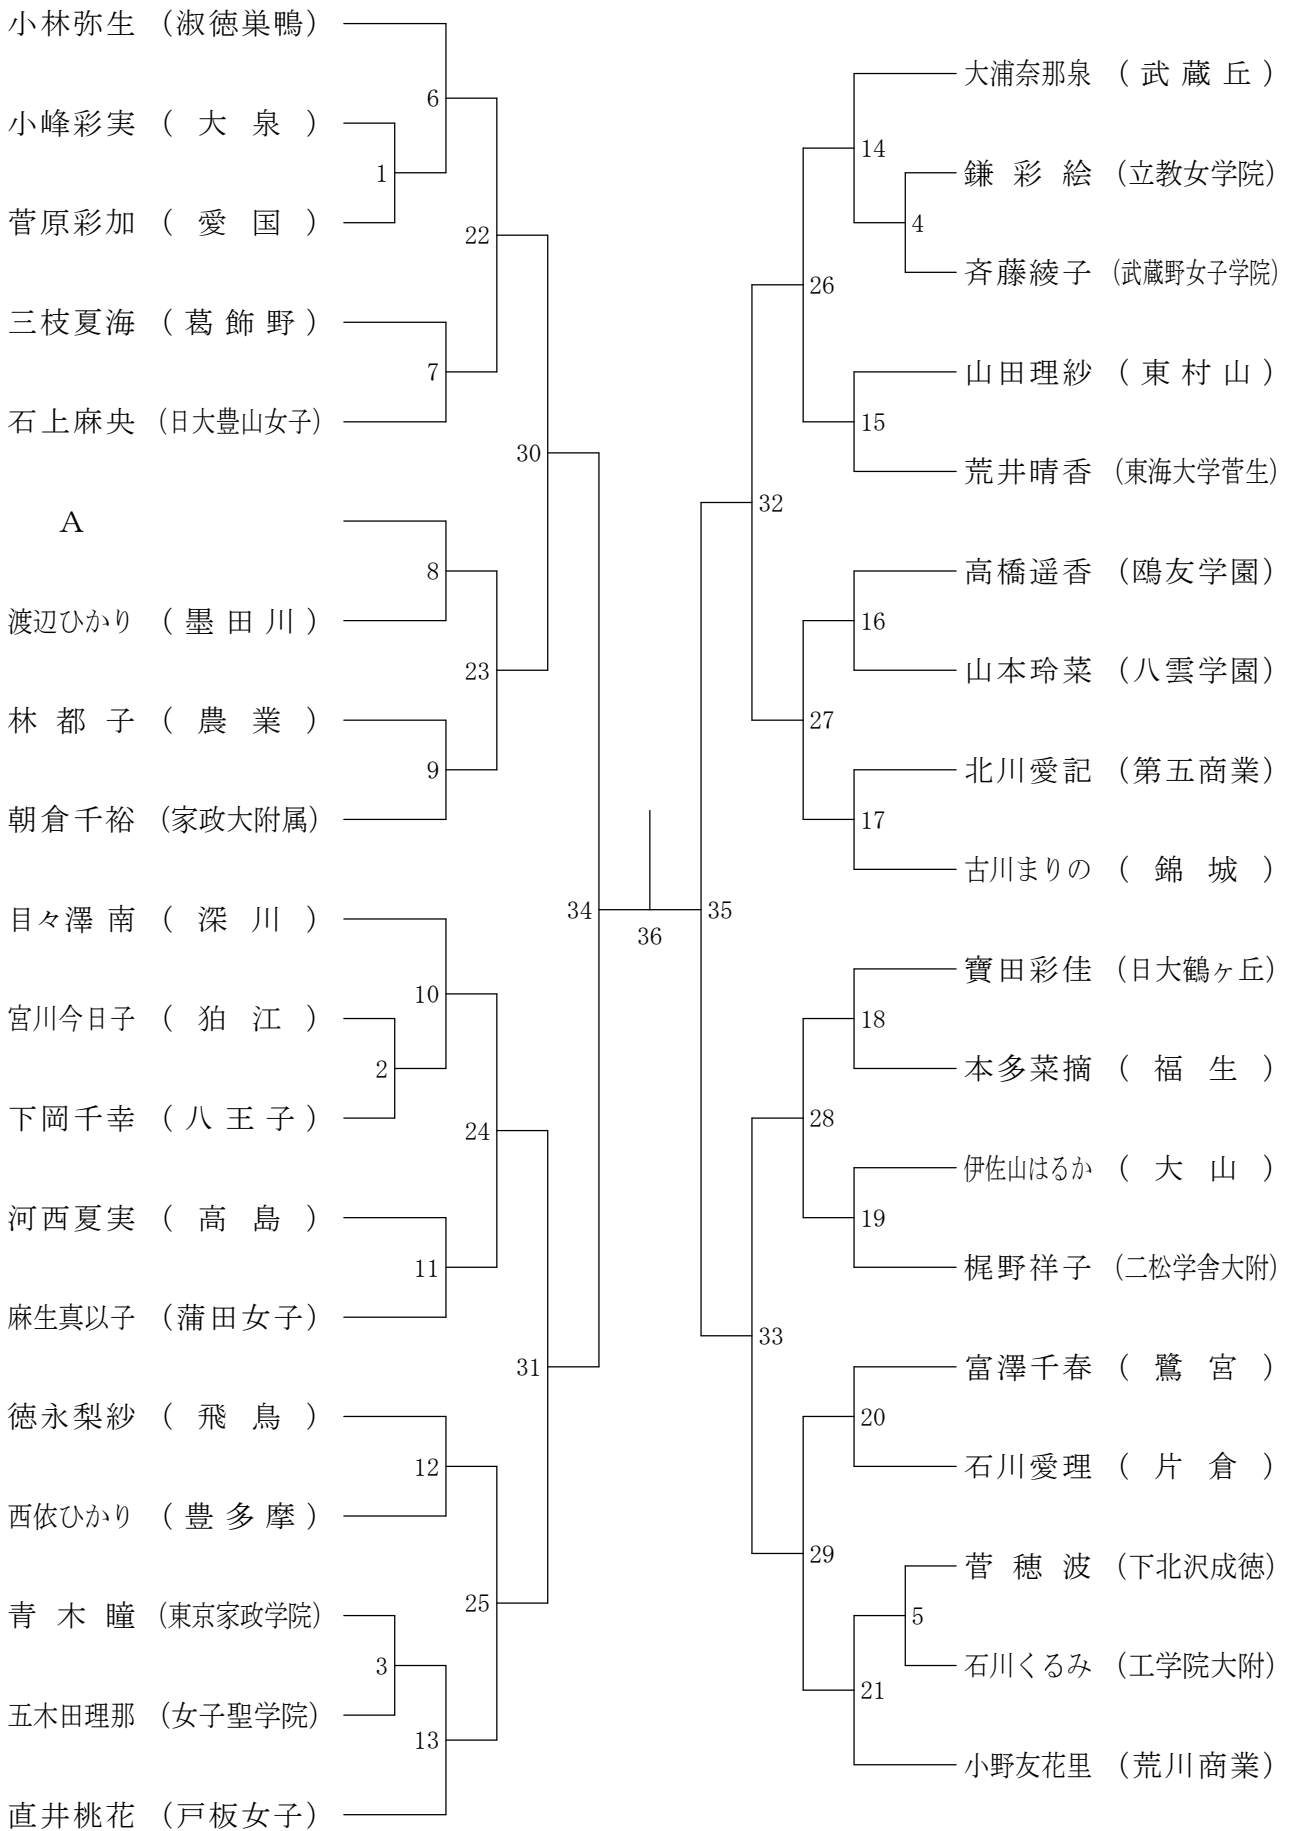 小林弥生（淑徳巣鴨）
小峰彩実（大泉）
菅原彩加（愛国）
三枝夏海（葛飾野）
石上麻央（日大豊山女子）
A
渡辺ひかり（墨田川）
林都子（農業）
朝倉千裕（家政大附属）
目々澤南（深川）
宮川今日子（狛江）
下岡千幸（八王子）
河西夏実（高島）
麻生真以子（蒲田女子）
徳永梨紗（飛鳥）
西依ひかり（豊多摩）
青木瞳（東京家政学院）
五木田理那（女子聖学院）
直井桃花（戸板女子）
6
1
22
7
30
8
23
9
34
10
2
24
11
31
12
25
3
13
36
35
14
4
26
15
32
16
27
17
18
28
19
33
20
29
5
21
大浦奈那泉（武蔵丘）
鎌彩絵（立教女学院）
斉藤綾子（武蔵野女子学院）
山田理紗（東村山）
荒井晴香（東海大学菅生）
高橋遥香（鴎友学園）
山本玲菜（八雲学園）
北川愛記（第五商業）
古川まりの（錦城）
寶田彩佳（日大鶴ヶ丘）
本多菜摘（福生）
伊佐山はるか（大山）
梶野祥子（二松学舎大附）
富澤千春（鷺宮）
石川愛理（片倉）
菅穂波（下北沢成徳）
石川くるみ（工学院大附）
小野友花里（荒川商業）